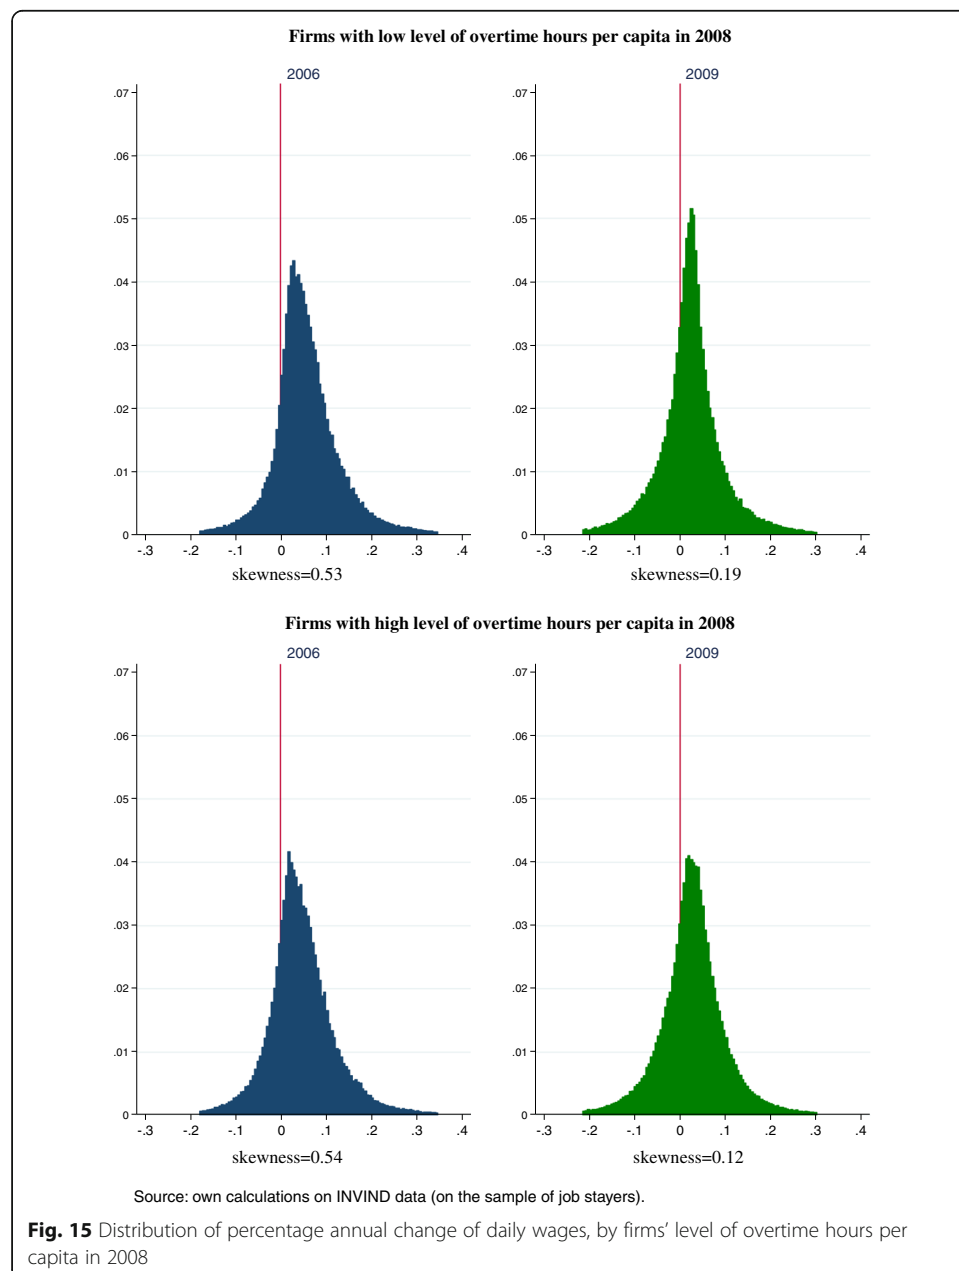 Firms with low level of overtime hours per capita in 2008
2006 2009
.07 .07
.06 .06
.05 .05
.04 .04
.03 .03
.02 .02
.01 .01
0 0
-.3 -.2 -.1 0 .1 .2 .3 .4 -.3 -.2 -.1 0 .1 .2 .3 .4
skewness=0.53 skewness=0.19
Firms with high level of overtime hours per capita in 2008
2006 2009
.07 .07
.06 .06
.05 .05
.04 .04
.03 .03
.02 .02
.01 .01
0 0
-.3 -.2 -.1 0 .1 .2 .3 .4 -.3 -.2 -.1 0 .1 .2 .3 .4
skewness=0.54 skewness=0.12
Source: own calculations on INVIND data (on the sample of job stayers).
Fig. 15 Distribution of percentage annual change of daily wages, by firms’ level of overtime hours per
capita in 2008